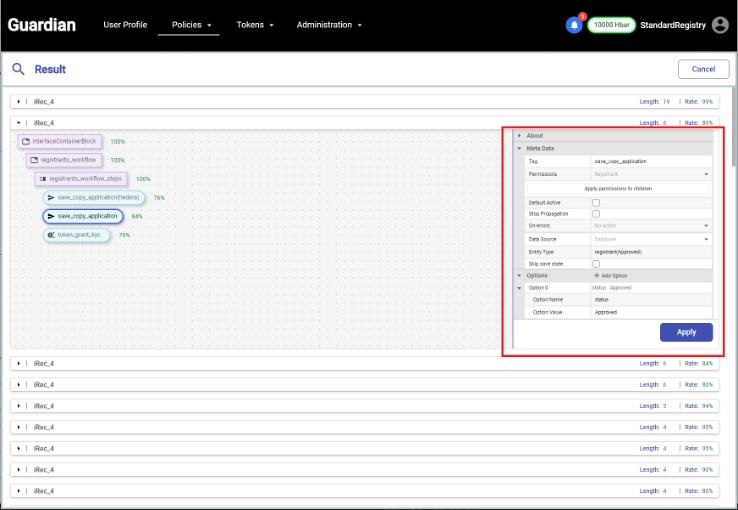 Guardian User Profile Policies Tokens Administration 1 10000 Hbar StandardRegistry
Result Cancel
iRec_4 Length: 19 | Rate: 99%
iRec_4 Length: 6 | Rate: 89%
interfaceContainerBlock 100%
registrants_workflow 100%
registrants_workflow_steps 100%
save_copy_application(hedera) 76%
save_copy_application 84%
token_grant_kyc 76%
About
Meta Data
Tag save_copy_application
Permissions Registrant
Apply permissions to children
Default Active
Stop Propagation
On errors No action
Data Source Database
Entity Type registrant(Approved)
Skip save state
Options Add Option
Option 0 status : Approved
Option Name status
Option Value Approved
Apply
iRec_4 Length: 6 | Rate: 84%
iRec_4 Length: 6 | Rate: 80%
iRec_4 Length: 5 | Rate: 94%
iRec_4 Length: 4 | Rate: 95%
iRec_4 Length: 4 | Rate: 95%
iRec_4 Length: 4 | Rate: 90%
iRec_4 Length: 4 | Rate: 86%